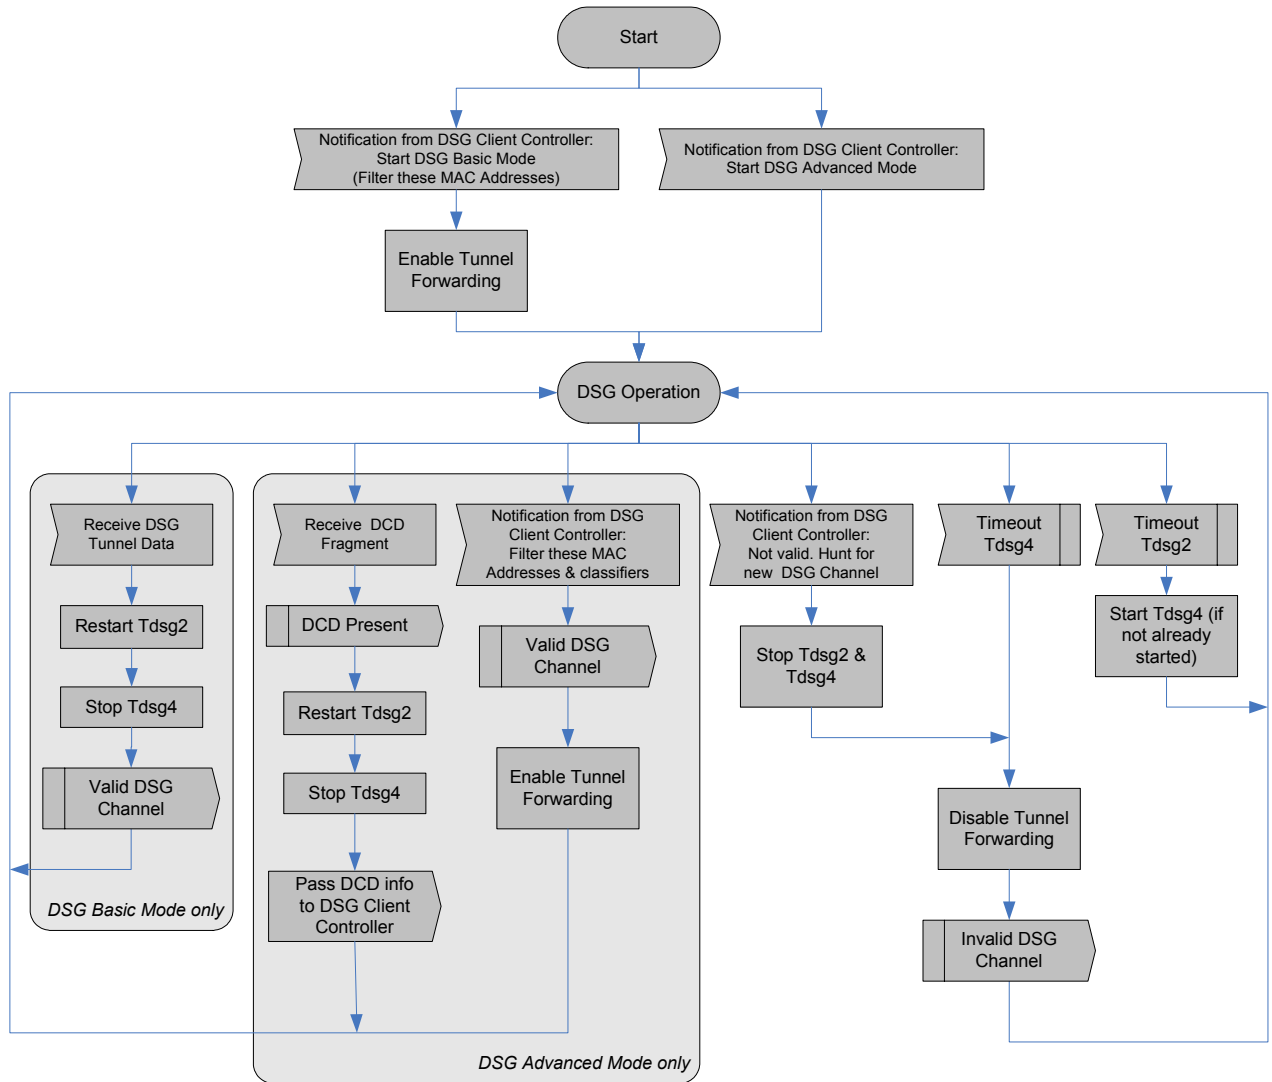 Start
Notification from DSG Client Controller:
Start DSG Basic Mode
(Filter these MAC Addresses)
Notification from DSG Client Controller:
Start DSG Advanced Mode
Enable Tunnel
Forwarding
DSG Operation
Receive DSG
Tunnel Data
Restart Tdsg2
Stop Tdsg4
Valid DSG
Channel
DSG Basic Mode only
Receive DCD
Fragment
DCD Present
Restart Tdsg2
Stop Tdsg4
Pass DCD info
to DSG Client
Controller
Notification from DSG
Client Controller:
Filter these MAC
Addresses & classifiers
Valid DSG
Channel
Enable Tunnel
Forwarding
DSG Advanced Mode only
Notification from DSG
Client Controller:
Not valid. Hunt for
new DSG Channel
Stop Tdsg2 &
Tdsg4
Timeout
Tdsg4
Disable Tunnel
Forwarding
Invalid DSG
Channel
Timeout
Tdsg2
Start Tdsg4 (if
not already
started)